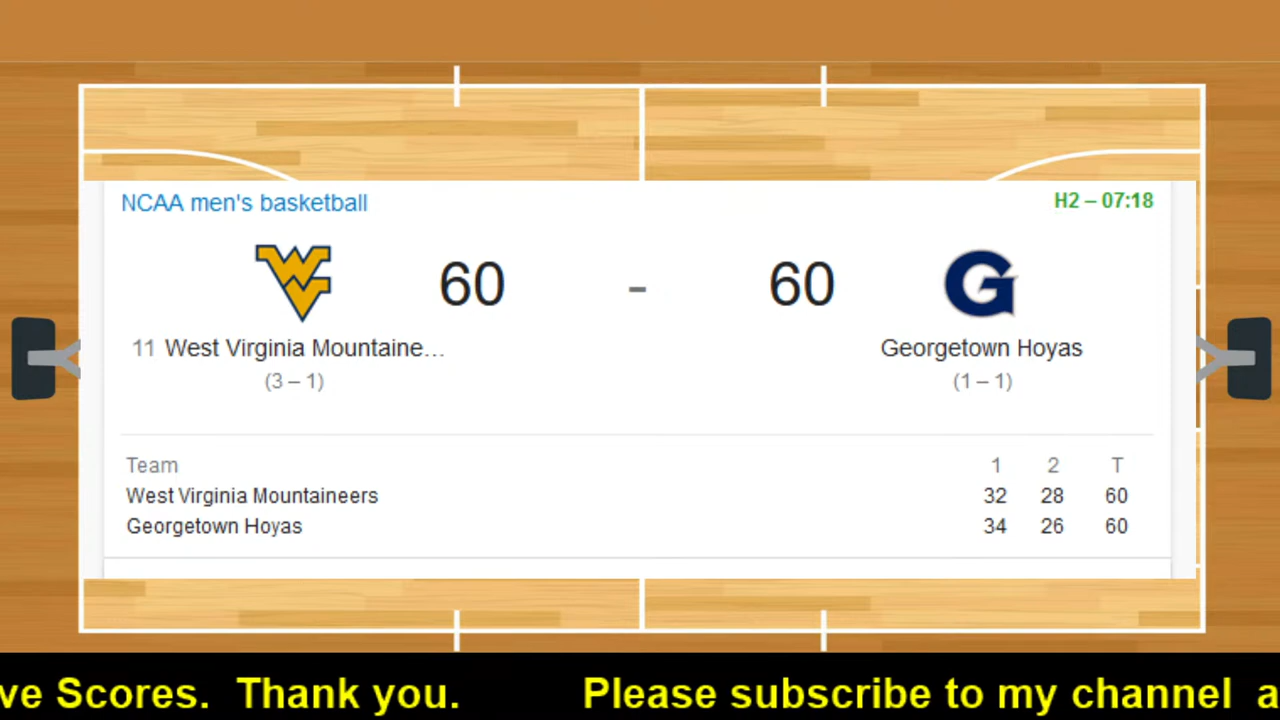 NCAA men's basketball
H2 – 07:18
60 - 60
11 West Virginia Mountaine…
Georgetown Hoyas
(3 – 1)
(1 – 1)
Team 1 2 T
West Virginia Mountaineers 32 28 60
Georgetown Hoyas 34 26 60
ve Scores. Thank you. Please subscribe to my channel a